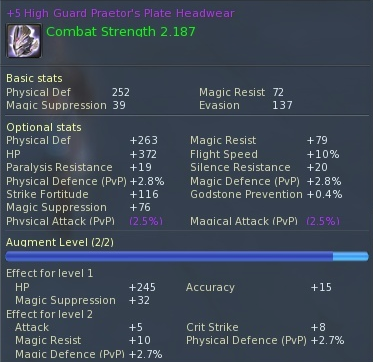 +5 High Guard Praetor's Plate Headwear
Combat Strength 2.187
Basic stats
Physical Def 252 Magic Resist 72
Magic Suppression 39 Evasion 137
Optional stats
Physical Def +263 Magic Resist +79
HP +372 Flight Speed +10%
Paralysis Resistance +19 Silence Resistance +20
Physical Defence (PvP) +2.8% Magic Defence (PvP) +2.8%
Strike Fortitude +116 Godstone Prevention +0.4%
Magic Suppression +76
Physical Attack (PvP) (2.5%) Magical Attack (PvP) (2.5%)
Augment Level (2/2)
Effect for level 1
HP +245 Accuracy +15
Magic Suppression +32
Effect for level 2
Attack +5 Crit Strike +8
Magic Resist +10 Physical Defence (PvP) +2.7%
Magic Defence (PvP) +2.7%